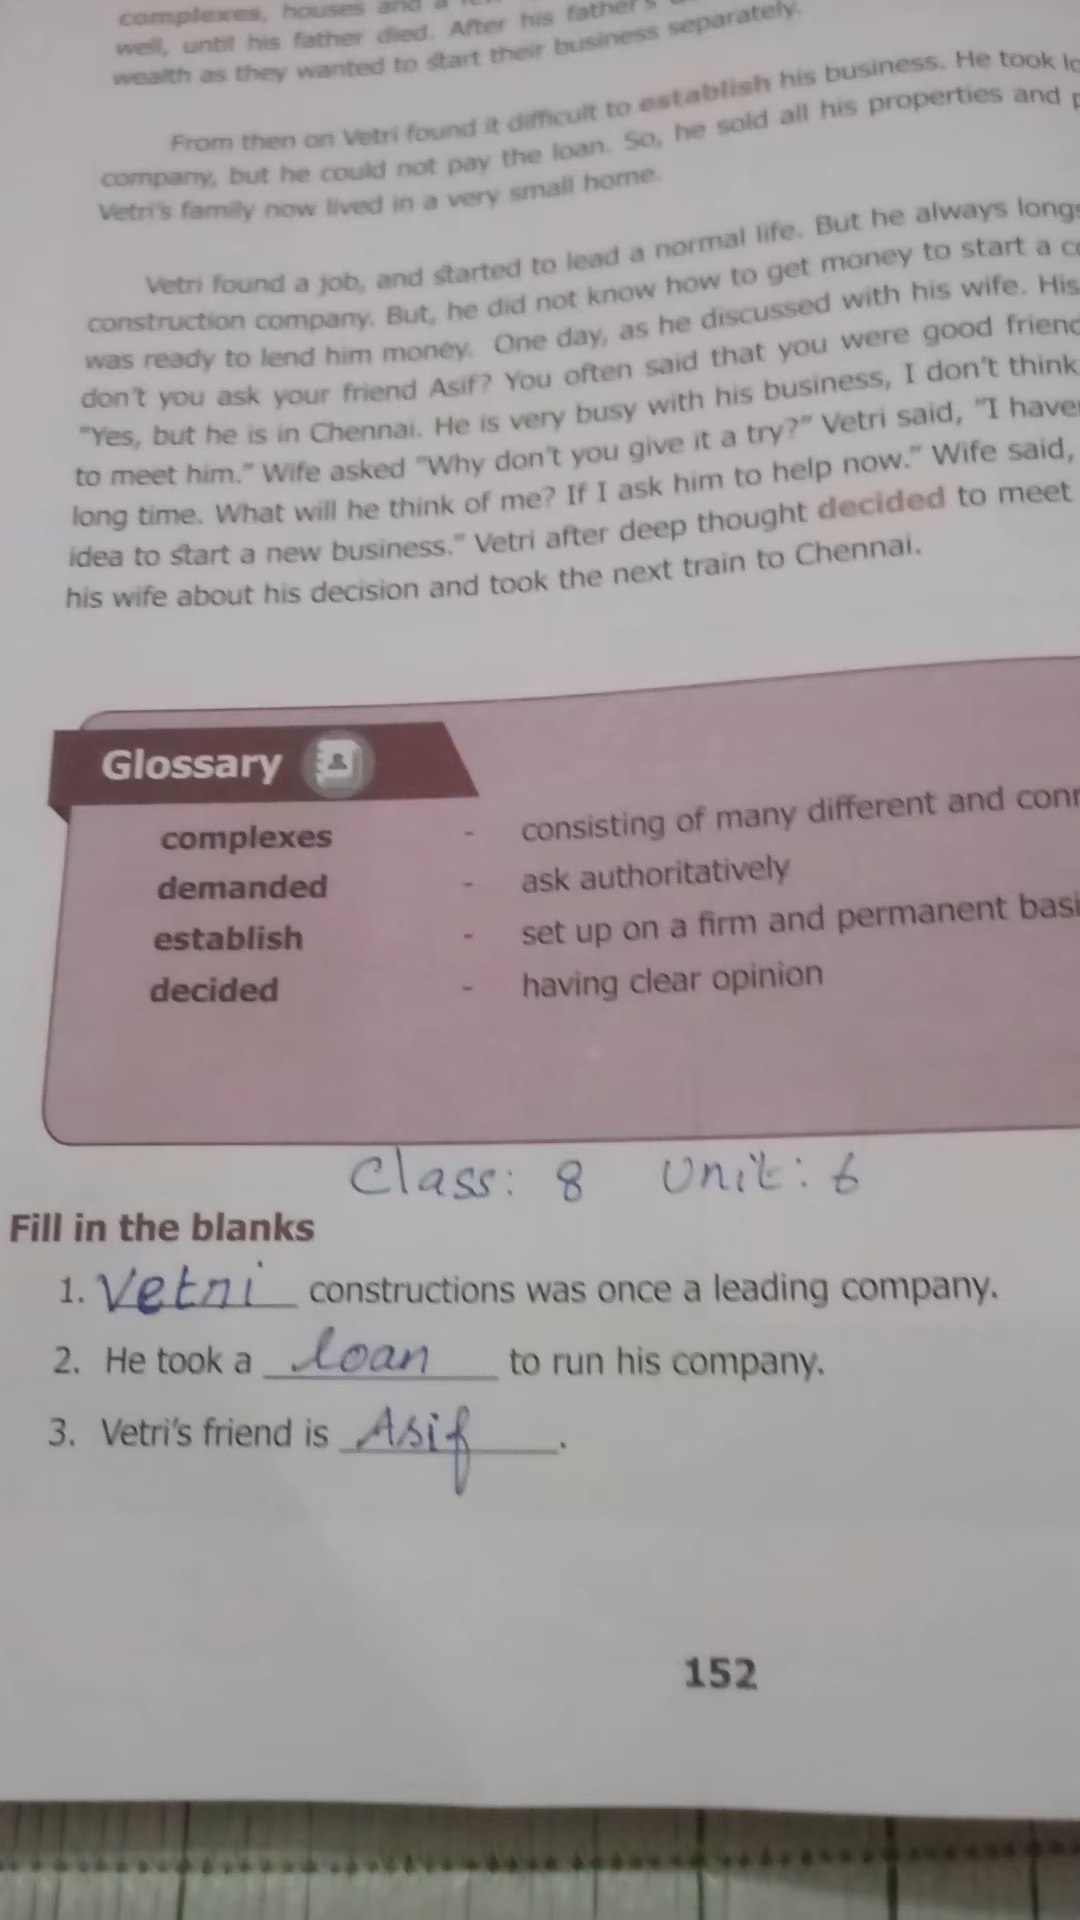 complexes, houses and a
well, until his father died. After his father's
wealth as they wanted to start their business separately.
From then on Vetri found it difficult to establish his business. He took
company, but he could not pay the loan. So, he sold all his properties and
Vetri's family now lived in a very small home.
Vetri found a job, and started to lead a normal life. But he always longs
construction company. But, he did not know how to get money to start a
was ready to lend him money. One day, as he discussed with his wife. His
don't you ask your friend Asif? You often said that you were good
"Yes, but he is in Chennai. He is very busy with his business, I don't think
to meet him." Wife asked "Why don't you give it a try?" Vetri said, "I
long time. What will he think of me? If I ask him to help now." Wife said,
idea to start a new business." Vetri after deep thought decided to meet
his wife about his decision and took the next train to Chennai.
Glossary
complexes - consisting of many different and
demanded - ask authoritatively
establish - set up on a firm and permanent
decided - having clear opinion
Class: 8 Unit: 6
Fill in the blanks
1. Vetri constructions was once a leading company.
2. He took a loan to run his company.
3. Vetri's friend is Asif.
152